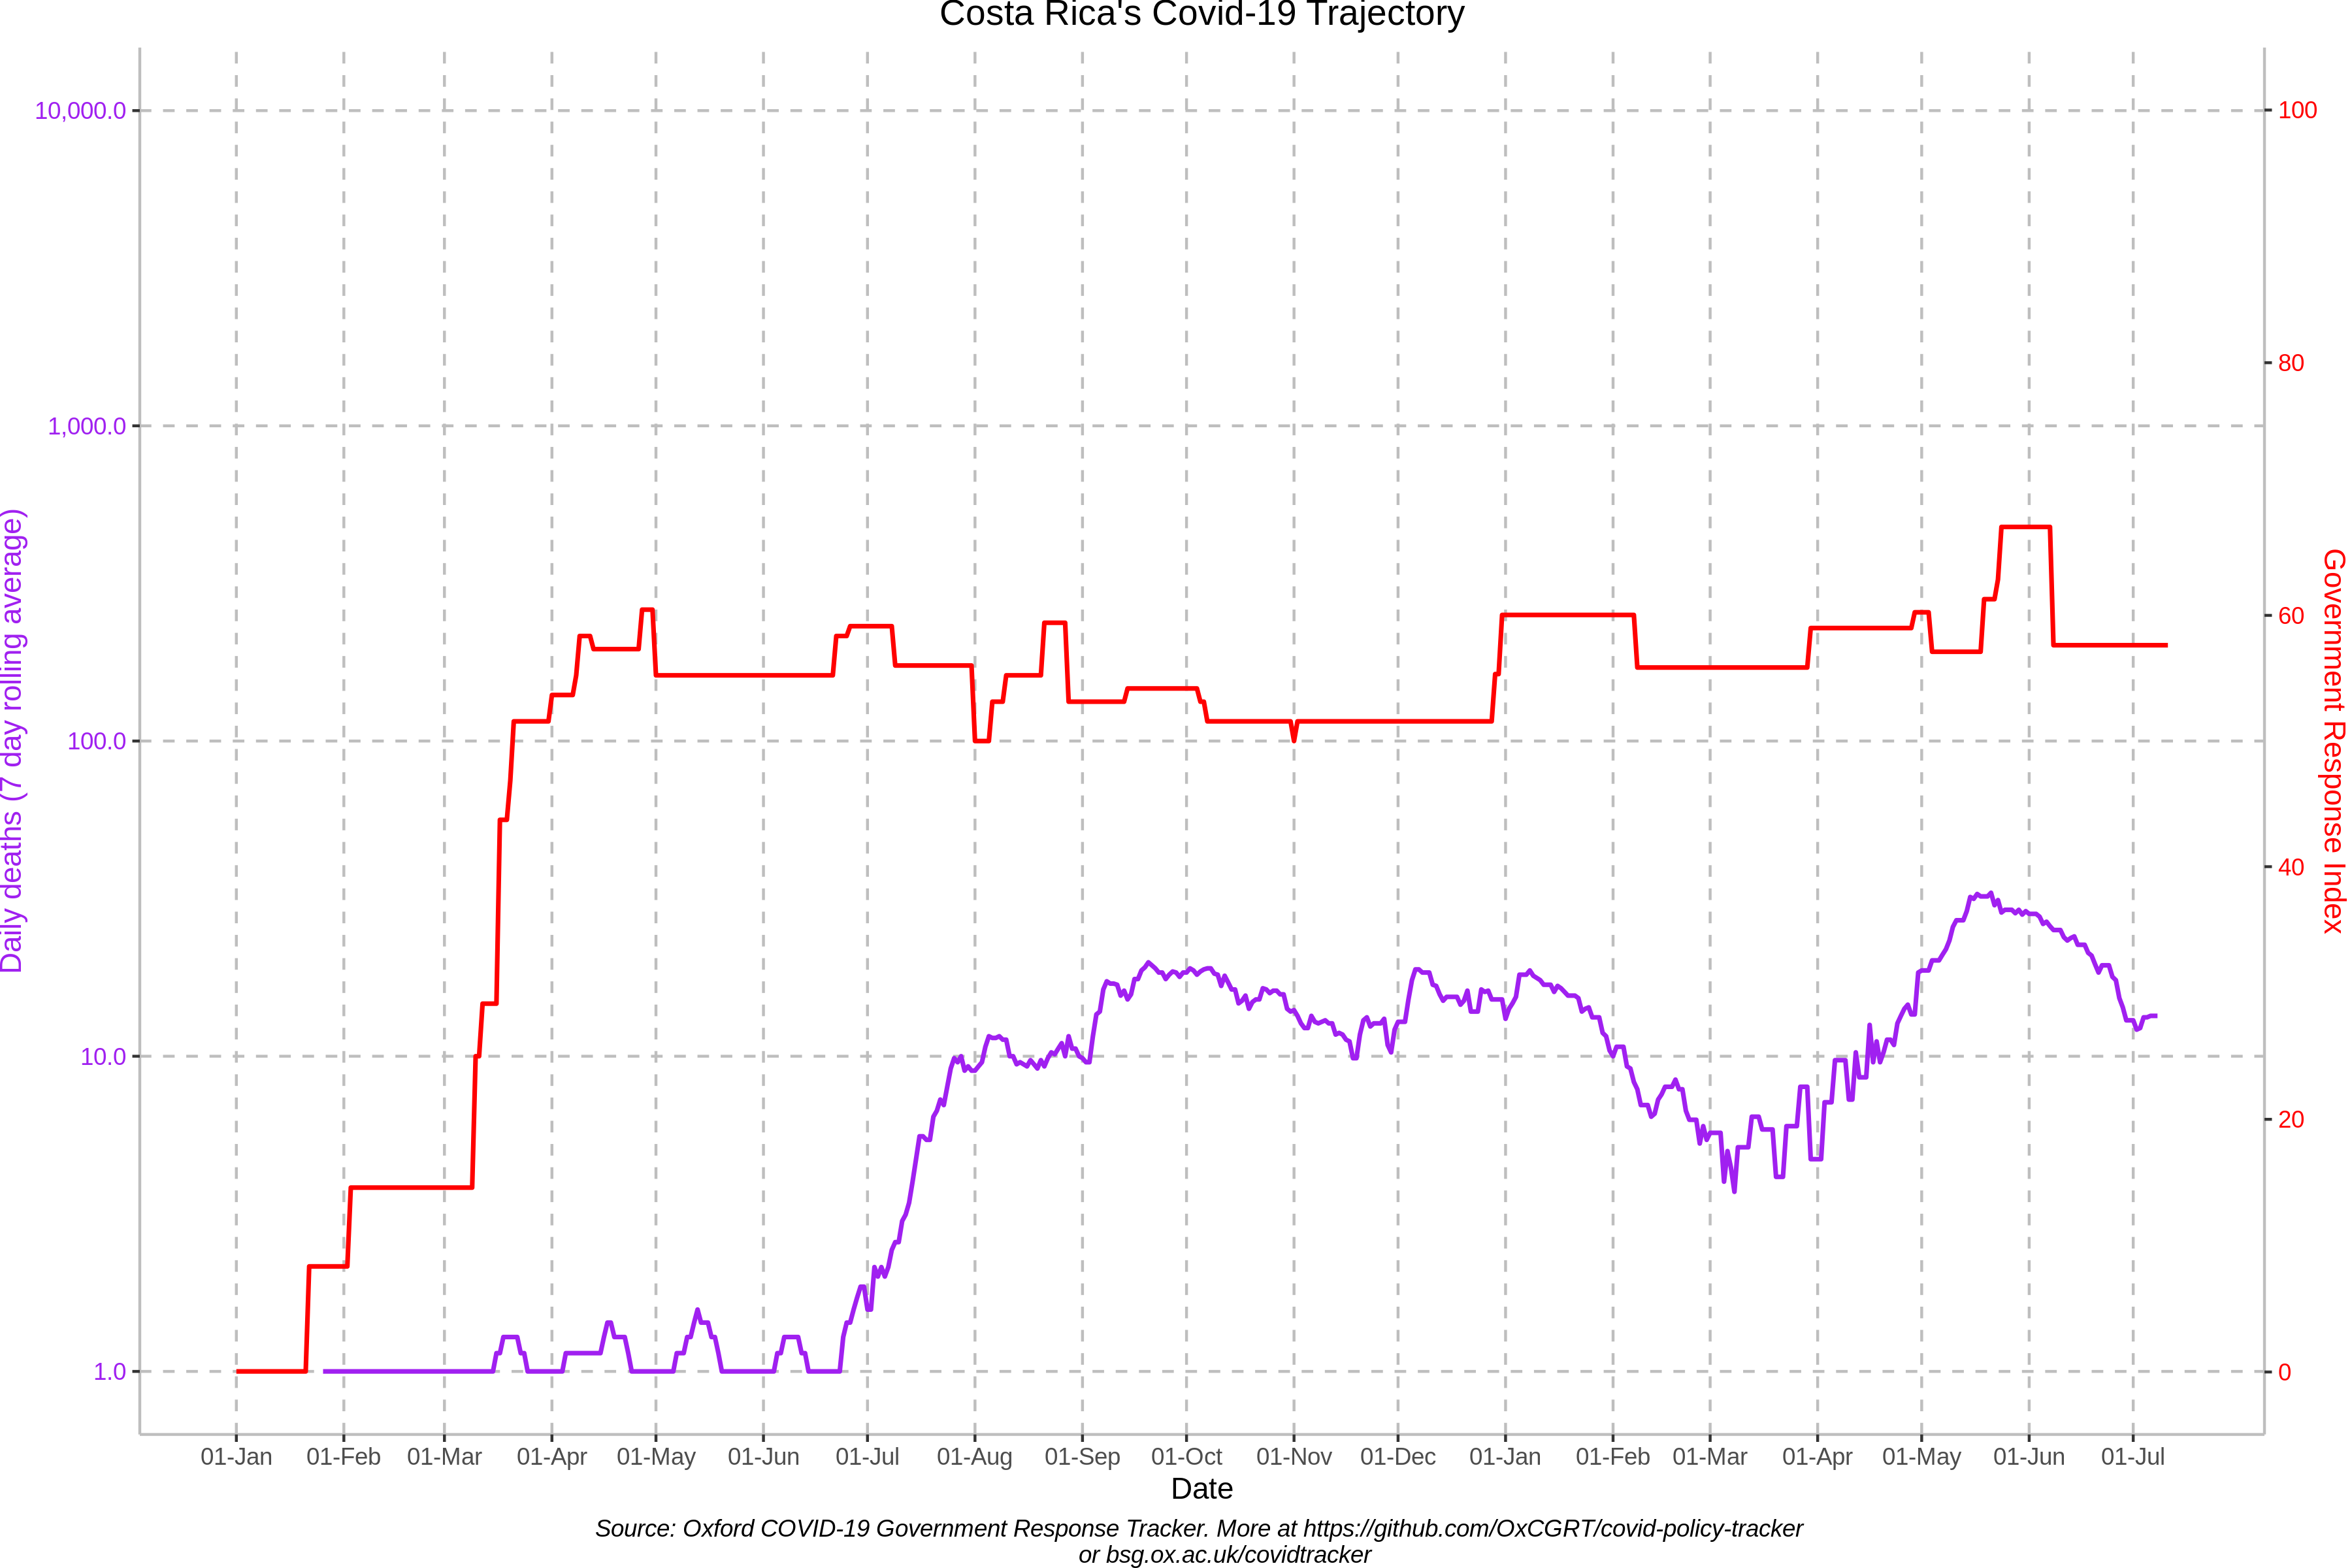 Costa Rica's Covid-19 Trajectory
10,000.0
1,000.0
100.0
10.0
1.0
Daily deaths (7 day rolling average)
100
80
60
40
20
0
Government Response Index
01-Jan 01-Feb 01-Mar 01-Apr 01-May 01-Jun 01-Jul 01-Aug 01-Sep 01-Oct 01-Nov 01-Dec 01-Jan 01-Feb 01-Mar 01-Apr 01-May 01-Jun 01-Jul
Date
Source: Oxford COVID-19 Government Response Tracker. More at https://github.com/OxCGRT/covid-policy-tracker
or bsg.ox.ac.uk/covidtracker